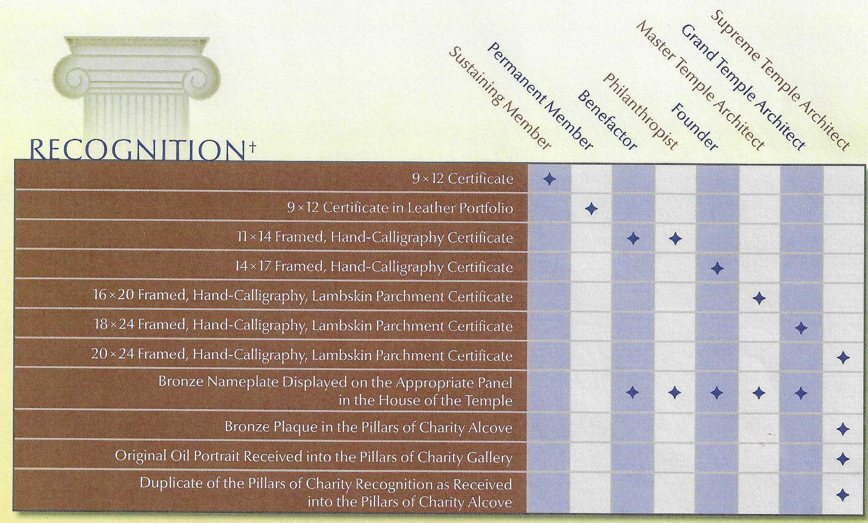 Sustaining Member
Permanent Member
Benefactor
Philanthropist
Founder
Master Temple Architect
Grand Temple Architect
Supreme Temple Architect
RECOGNITION†
9×12 Certificate
9×12 Certificate in Leather Portfolio
11×14 Framed, Hand-Calligraphy Certificate
14×17 Framed, Hand-Calligraphy Certificate
16×20 Framed, Hand-Calligraphy, Lambskin Parchment Certificate
18×24 Framed, Hand-Calligraphy, Lambskin Parchment Certificate
20×24 Framed, Hand-Calligraphy, Lambskin Parchment Certificate
Bronze Nameplate Displayed on the Appropriate Panel
in the House of the Temple
Bronze Plaque in the Pillars of Charity Alcove
Original Oil Portrait Received into the Pillars of Charity Gallery
Duplicate of the Pillars of Charity Recognition as Received
into the Pillars of Charity Alcove